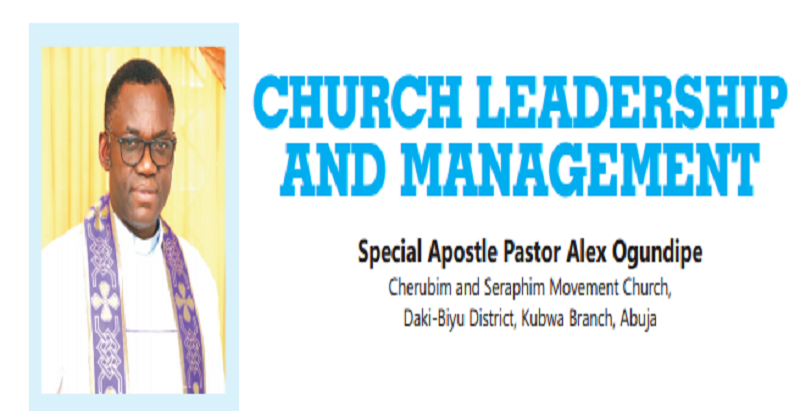 CHURCH LEADERSHIP
AND MANAGEMENT
Special Apostle Pastor Alex Ogundipe
Cherubim and Seraphim Movement Church,
Daki-Biyu District, Kubwa Branch, Abuja